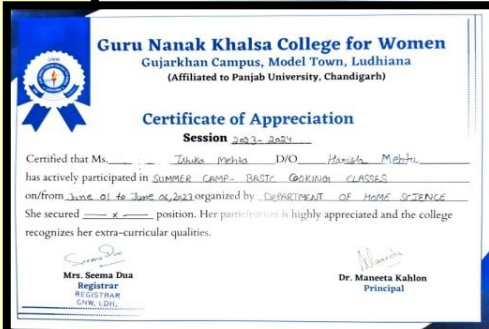 GNW
Guru Nanak Khalsa College for Women
Gujarkhan Campus, Model Town, Ludhiana
(Affiliated to Panjab University, Chandigarh)
Certificate of Appreciation
Session 2023-2024
Certified that Ms. Ishika Mehta D/O Harish Mehta
has actively participated in SUMMER CAMP- BASIC COOKING CLASSES
on/from June 01 to June 06, 2023 organized by DEPARTMENT OF HOME SCIENCE
She secured x position. Her participation is highly appreciated and the college
recognizes her extra-curricular qualities.
Seema Dua
Mrs. Seema Dua
Registrar
REGISTRAR
GNW, LDH.
Dr. Maneeta Kahlon
Principal